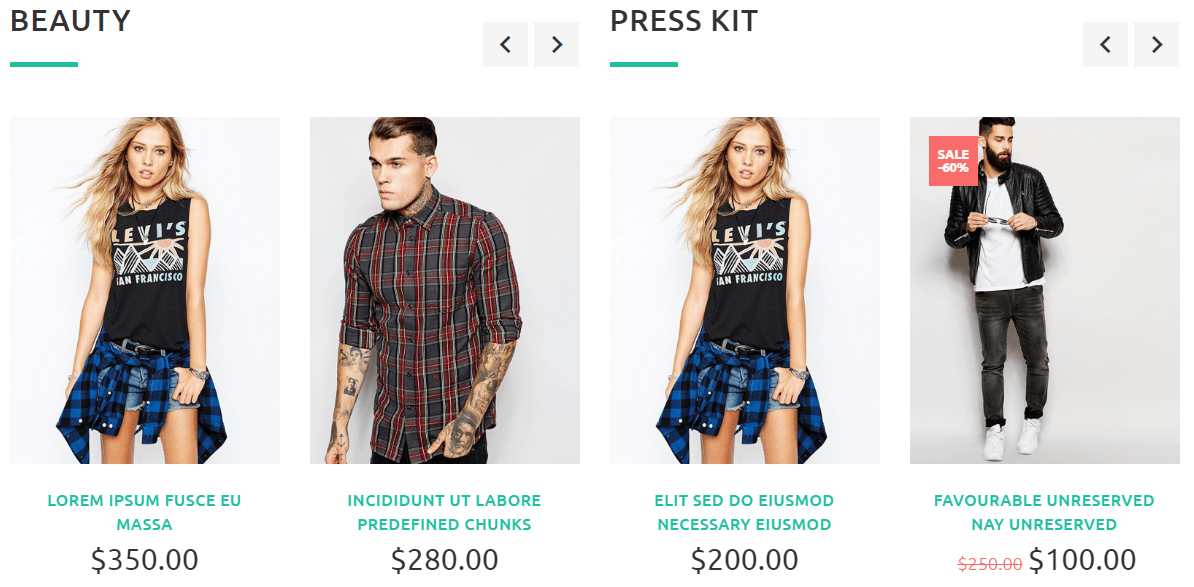 BEAUTY
PRESS KIT
LEVI'S
SAN FRANCISCO
LEVI'S
SAN FRANCISCO
SALE
-60%
LOREM IPSUM FUSCE EU
MASSA
$350.00
INCIDIDUNT UT LABORE
PREDEFINED CHUNKS
$280.00
ELIT SED DO EIUSMOD
NECESSARY EIUSMOD
$200.00
FAVOURABLE UNRESERVED
NAY UNRESERVED
$250.00 $100.00